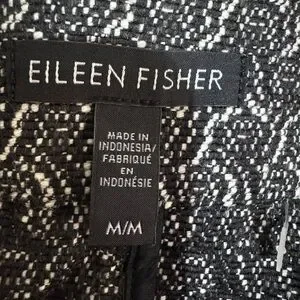 EILEEN FISHER
MADE IN
INDONESIA/
FABRIQUÉ
EN
INDONÉSIE
M/M